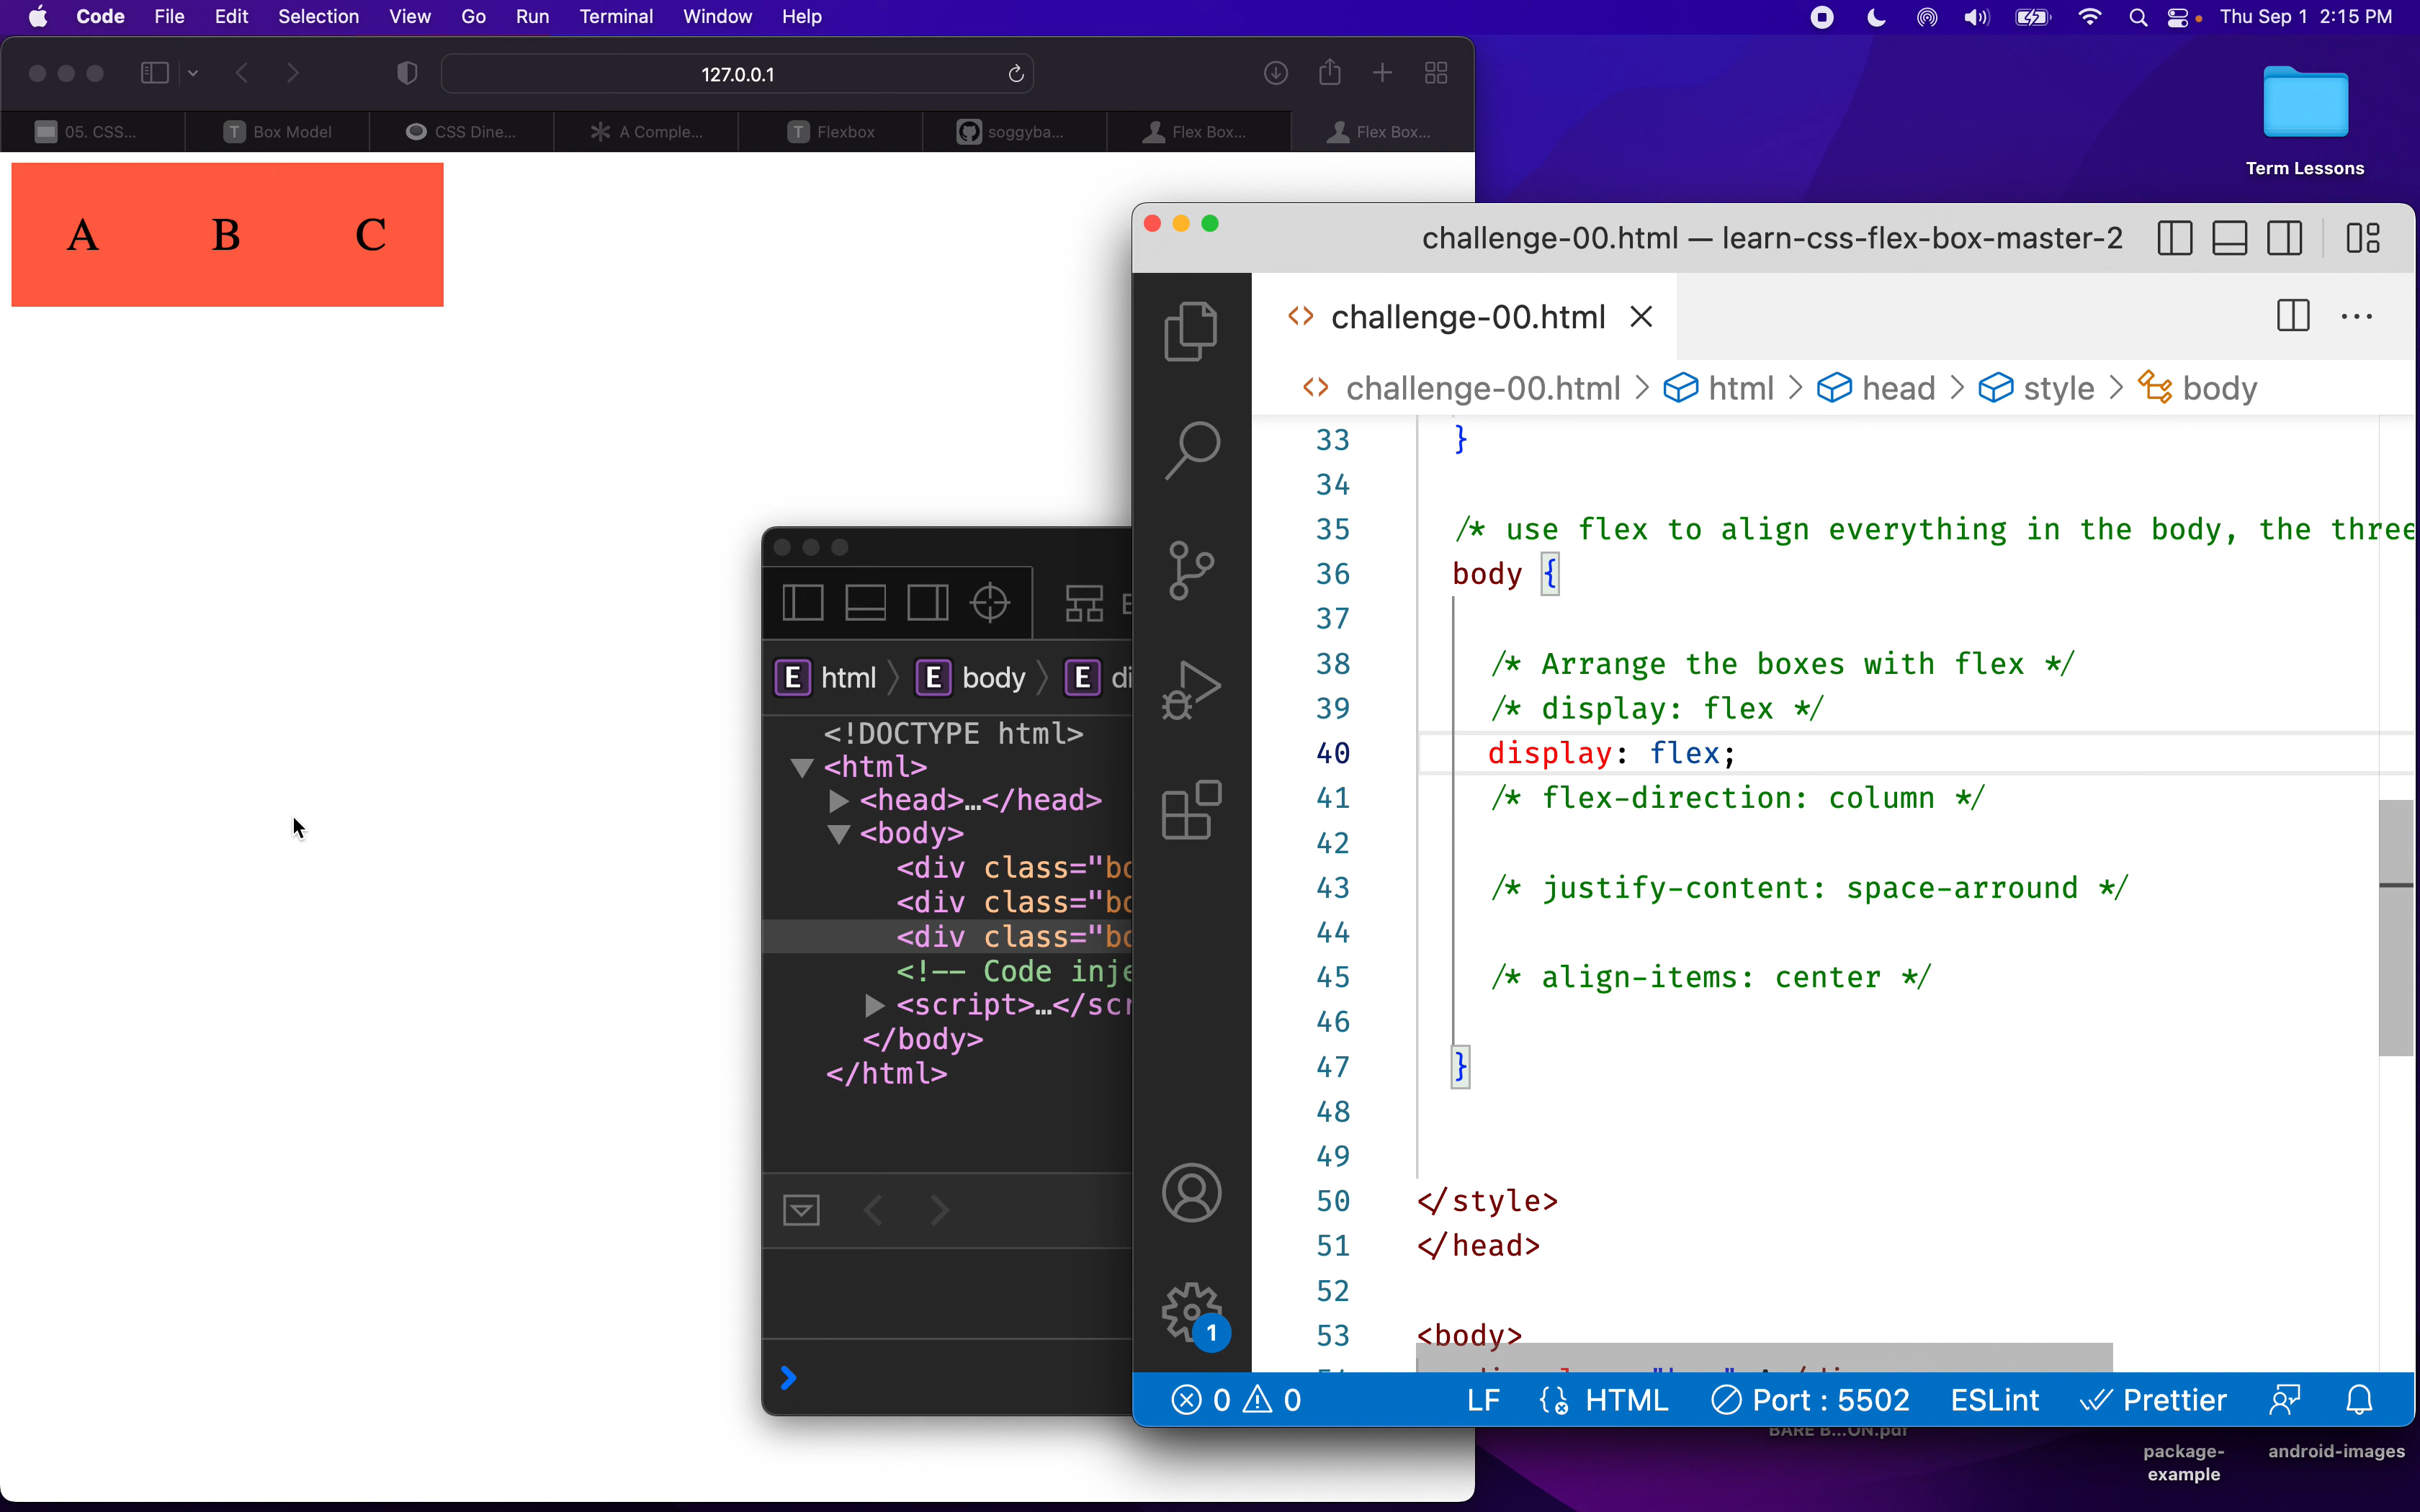 Code File Edit Selection View Go Run Terminal Window Help
Thu Sep 1 2:15 PM
127.0.0.1
05. CSS...
T Box Model
CSS Dine...
A Comple...
T Flexbox
soggyba...
Flex Box...
Flex Box...
A B C
Term Lessons
challenge-00.html — learn-css-flex-box-master-2
challenge-00.html
challenge-00.html > html > head > style > body
33 }
34
35 /* use flex to align everything in the body, the three
36 body {
37
38 /* Arrange the boxes with flex */
39 /* display: flex */
40 display: flex;
41 /* flex-direction: column */
42
43 /* justify-content: space-arround */
44
45 /* align-items: center */
46
47 }
48
49
50 </style>
51 </head>
52
53 <body>
E html E body E di
<!DOCTYPE html>
<html>
<head>…</head>
<body>
<div class="bo
<div class="bo
<div class="bo
<!-- Code inje
<script>…</scr
</body>
</html>
1
0 0 LF HTML Port : 5502 ESLint Prettier
BARE B...ON.pdf
package-
example
android-images